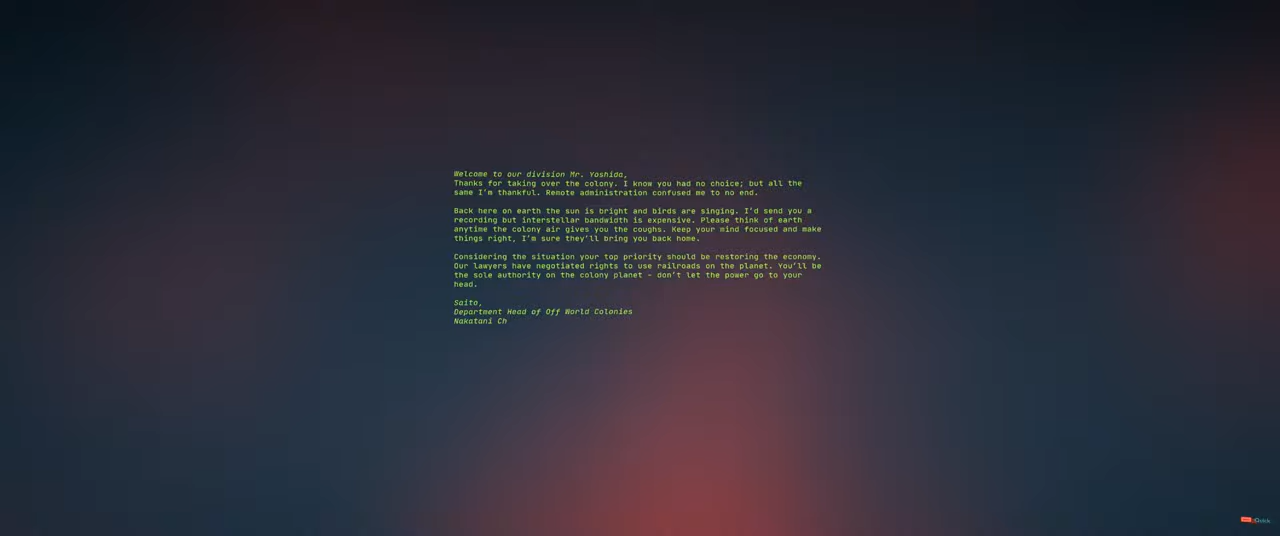 Welcome to our division Mr. Yoshida,
Thanks for taking over the colony. I know you had no choice; but all the
same I'm thankful. Remote administration confused me to no end.
Back here on earth the sun is bright and birds are singing. I'd send you a
recording but interstellar bandwidth is expensive. Please think of earth
anytime the colony air gives you the coughs. Keep your mind focused and make
things right, I'm sure they'll bring you back home.
Considering the situation your top priority should be restoring the economy.
Our lawyers have negotiated rights to use railroads on the planet. You'll be
the sole authority on the colony planet - don't let the power go to your
head.
Saito,
Department Head of Off World Colonies
Nakatani Ch